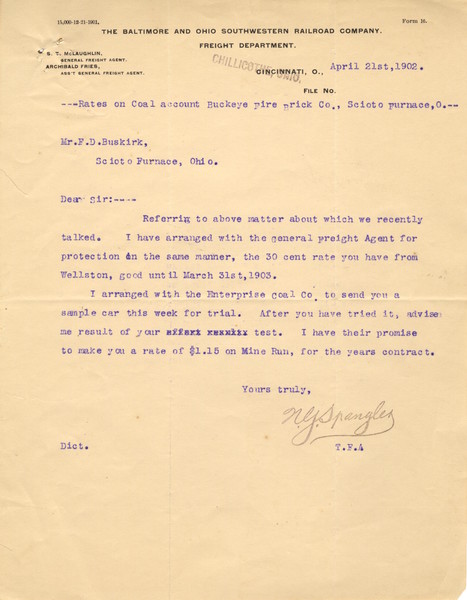 15,000-12-21-1901. Form 16.
THE BALTIMORE AND OHIO SOUTHWESTERN RAILROAD COMPANY.
FREIGHT DEPARTMENT.
S. T. McLAUGHLIN,
GENERAL FREIGHT AGENT.
ARCHIBALD FRIES,
ASS'T GENERAL FREIGHT AGENT.
CHILLICOTHE, OHIO.
CINCINNATI, O., April 21st, 1902.
FILE NO.
---Rates on Coal account Buckeye Fire Brick Co., Scioto Furnace, O.---
Mr. F. D. Buskirk,
Scioto Furnace, Ohio.
Dear Sir:----
Referrig to above matter about which we recently
talked. I have arranged with the general freight Agent for
protection on the same manner, the 30 cent rate you have from
Wellston, good until March 31st, 1903.
I arranged with the Enterprise coal Co. to send you a
sample car this week for trial. After you have tried it, advise
me result of your test. I have their promise
to make you a rate of $1.15 on Mine Run, for the years contract.
Yours truly,
Spangler
Dict. T.F.A